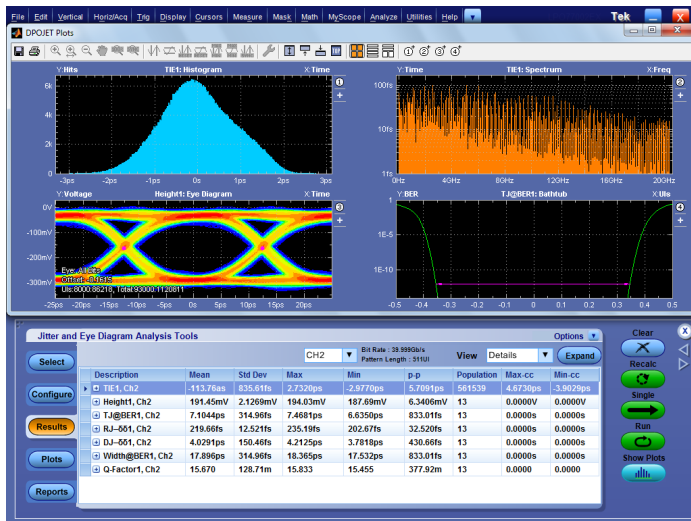 File Edit Vertical Horiz/Acq Trig Display Cursors Measure Mask Math MyScope Analyze Utilities Help Tek
DPOJET Plots
Y:Hits TIE1: Histogram X:Time
6k
4k
2k
0
-3ps -2ps -1ps 0s 1ps 2ps 3ps
1
Y:Time TIE1: Spectrum X:Freq
100fs
10fs
1fs
0Hz 40GHz 80GHz 120GHz 160GHz 200GHz
2
Y:Voltage Height1: Eye Diagram X:Time
0V
-100mV
-200mV
-300mV
Eye: All Bits
UIs:8000:86218, Total:93000:1120811
-25ps -20ps -15ps -10ps -5ps 0s 5ps 10ps 15ps 20ps
3
Y:BER TJ@BER1: Bathtub X:UIs
1
1E-5
1E-10
-0.5 -0.4 -0.3 -0.2 -0.1 0 0.1 0.2 0.3 0.4 0.5
4
Jitter and Eye Diagram Analysis Tools Options
Clear
Select
CH2 Bit Rate : 39.999Gb/s
Pattern Length : 511UI
View Details Expand
Recalc
Description Mean Std Dev Max Min p-p Population Max-cc Min-cc
TIE1, Ch2 -113.76as 835.61fs 2.7320ps -2.9770ps 5.7091ps 561539 4.6730ps -3.9029ps
Configure
Height1, Ch2 191.45mV 2.1269mV 194.03mV 187.69mV 6.3406mV 13 0.0000V 0.0000V
Single
TJ@BER1, Ch2 7.1044ps 314.96fs 7.4681ps 6.6350ps 833.01fs 13 0.0000s 0.0000s
Results
RJ–δδ1, Ch2 219.66fs 12.521fs 235.19fs 202.67fs 32.520fs 13 0.0000s 0.0000s
Run
DJ–δδ1, Ch2 4.0291ps 150.46fs 4.2125ps 3.7818ps 430.66fs 13 0.0000s 0.0000s
Width@BER1, Ch2 17.896ps 314.96fs 18.365ps 17.532ps 833.01fs 13 0.0000s 0.0000s
Plots
Show Plots
Q-Factor1, Ch2 15.670 128.71m 15.833 15.455 377.92m 13 0.0000 0.0000
Reports